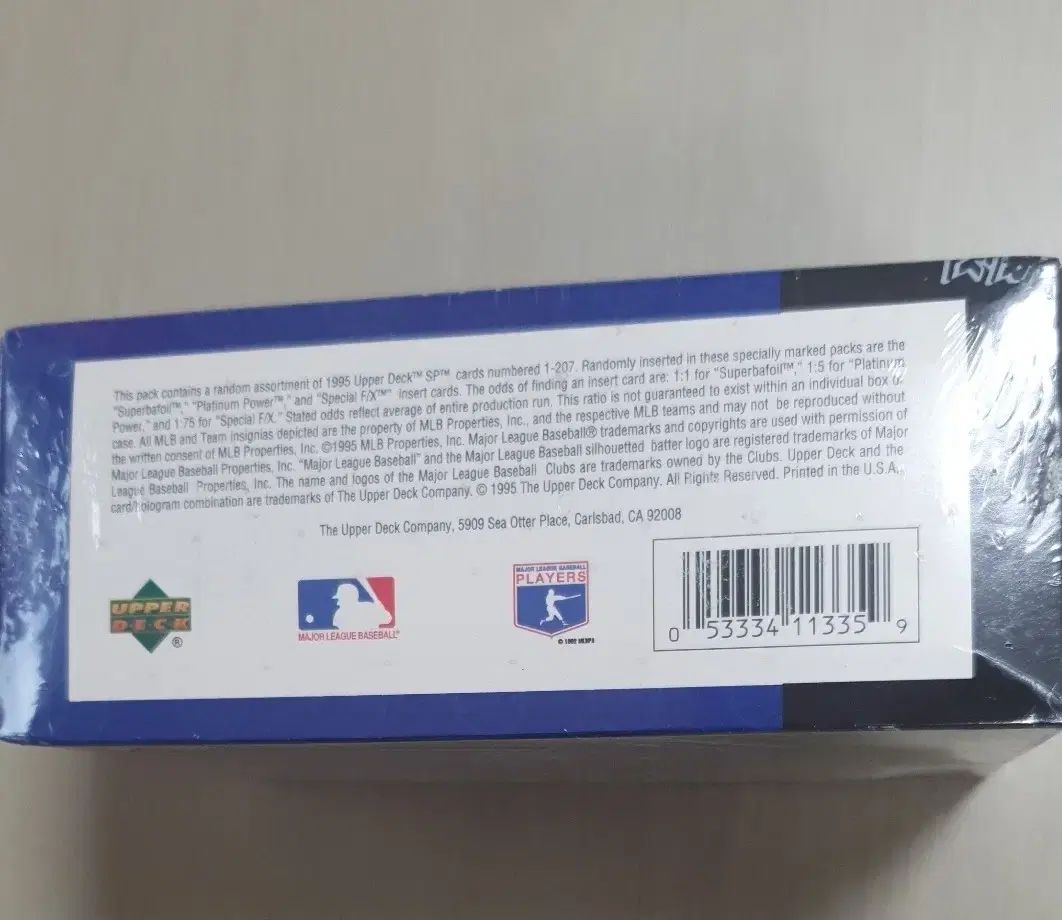 This pack contains a random assortment of 1995 Upper Deck™ SP™ cards numbered 1-207. Randomly inserted in these specially marked packs are the
"Superbafoil™," "Platinum Power™," and "Special F/X™" insert cards. The odds of finding an insert card are: 1:1 for "Superbafoil™," 1:5 for "Platinum
Power," and 1:75 for "Special F/X." Stated odds reflect average of entire production run. This ratio is not guaranteed to exist within an individual box or
case. All MLB and Team insignias depicted are the property of MLB Properties, Inc., and the respective MLB teams and may not be reproduced without
the written consent of MLB Properties, Inc. ©1995 MLB Properties, Inc. Major League Baseball® trademarks and copyrights are used with permission of
Major League Baseball Properties, Inc. "Major League Baseball" and the Major League Baseball silhouetted batter logo are registered trademarks of Major
League Baseball Properties, Inc. The name and logos of the Major League Baseball Clubs are trademarks owned by the Clubs. Upper Deck and the
card/hologram combination are trademarks of The Upper Deck Company. © 1995 The Upper Deck Company. All Rights Reserved. Printed in the U.S.A.
The Upper Deck Company, 5909 Sea Otter Place, Carlsbad, CA 92008
UPPER
DECK
®
MAJOR LEAGUE BASEBALL®
MAJOR LEAGUE BASEBALL
PLAYERS
© 1992 MLBPA
0 53334 11335 9